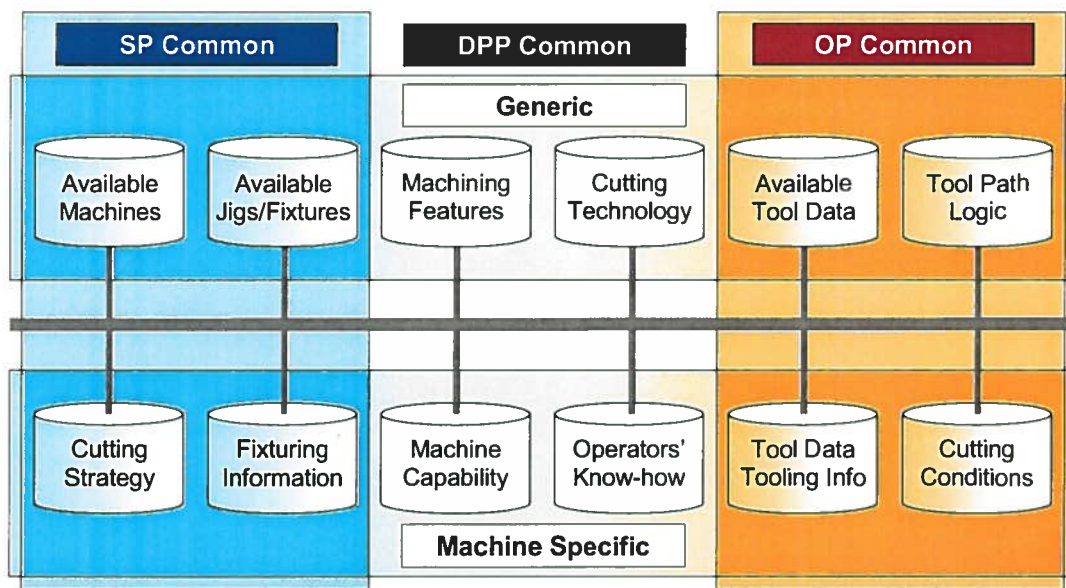 SP Common
DPP Common
OP Common
Generic
Available
Machines
Available
Jigs/Fixtures
Machining
Features
Cutting
Technology
Available
Tool Data
Tool Path
Logic
Cutting
Strategy
Fixturing
Information
Machine
Capability
Operators'
Know-how
Tool Data
Tooling Info
Cutting
Conditions
Machine Specific